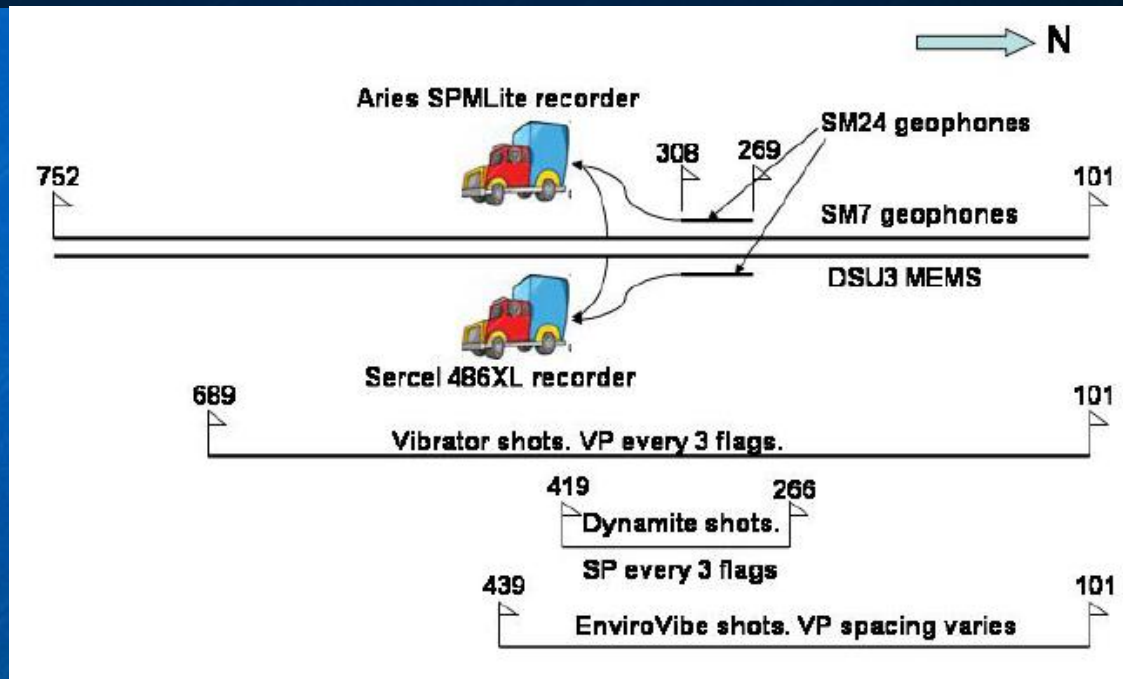 N
Aries SPMLite recorder
SM24 geophones
308
269
752
101
SM7 geophones
DSU3 MEMS
Sercel 486XL recorder
689
101
Vibrator shots. VP every 3 flags.
419
266
Dynamite shots.
SP every 3 flags
439
101
EnviroVibe shots. VP spacing varies